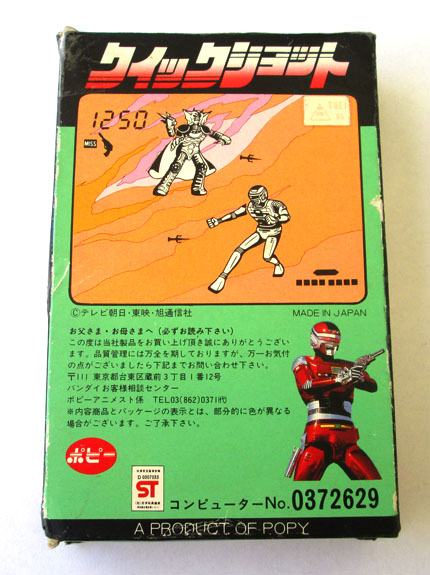 クイックショット
1250
MISS
©テレビ朝日・東映・旭通信社
MADE IN JAPAN
お父さま・お母さまへ（必ずお読み下さい）
この度は当社製品をお買い上げ頂き誠にありがとうござい
ます。品質管理には万全を期しておりますが、万一お気付
の点がございましたら下記までお問い合わせ下さい。
〒111 東京都台東区蔵前3丁目1番12号
バンダイお客様相談センター
ポピーアニメスト係 TEL03(862)0371㈹
※内容商品とパッケージの表示とは、部分的に色が異なる
場合がございます。ご了承下さい。
ポピー
ST
コンピューターNo.0372629
A PRODUCT OF POPY